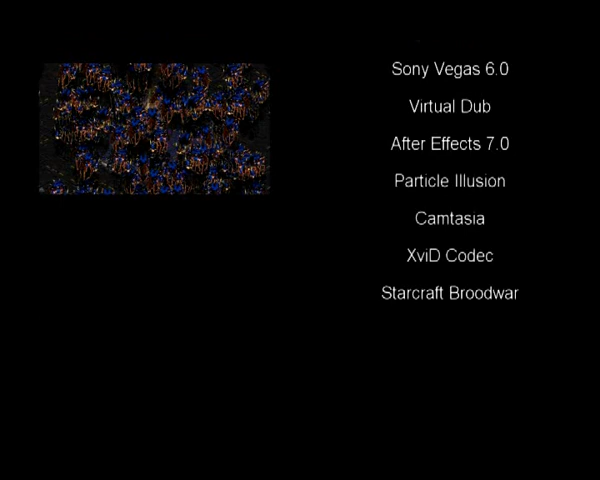 Sony Vegas 6.0
Virtual Dub
After Effects 7.0
Particle Illusion
Camtasia
XviD Codec
Starcraft Broodwar